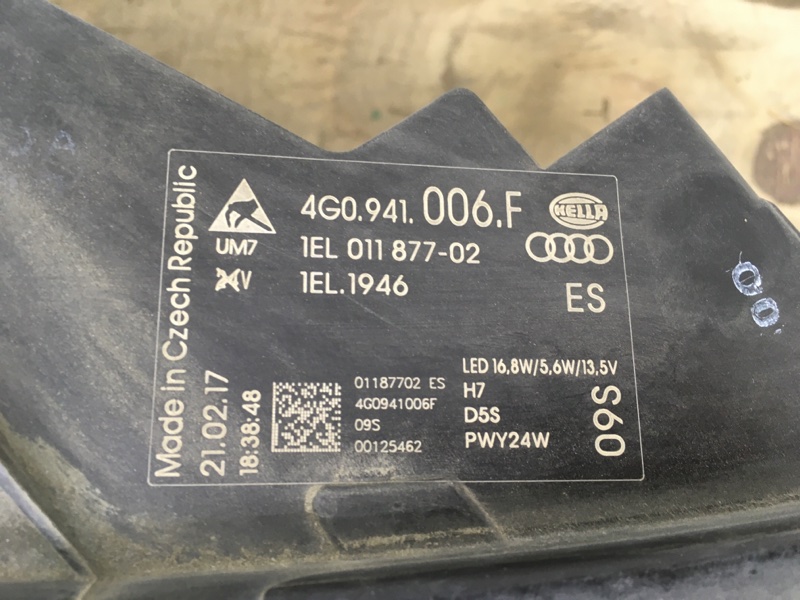 Made in Czech Republic
21.02.17
18:38:48
4G0.941.006.F
HELLA
UM7
1EL 011 877-02
24V
1EL.1946
ES
01187702 ES
4G0941006F
09S
00125462
LED 16,8W/5,6W/13,5V
H7
D5S
PWY24W
09S